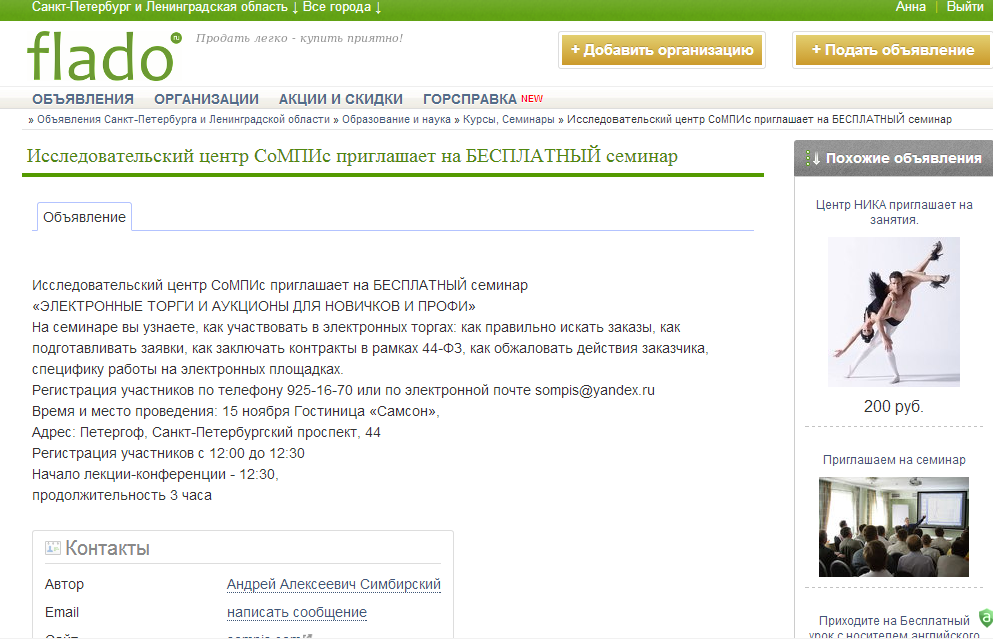 Санкт-Петербург и Ленинградская область ↓ Все города ↓
Анна | Выйти
flado ru
Продать легко - купить приятно!
+ Добавить организацию
+ Подать объявление
ОБЪЯВЛЕНИЯ ОРГАНИЗАЦИИ АКЦИИ И СКИДКИ ГОРСПРАВКА NEW
» Объявления Санкт-Петербурга и Ленинградской области » Образование и наука » Курсы, Семинары » Исследовательский центр СоМПИс приглашает на БЕСПЛАТНЫЙ семинар
Исследовательский центр СоМПИс приглашает на БЕСПЛАТНЫЙ семинар
Объявление
Исследовательский центр СоМПИс приглашает на БЕСПЛАТНЫЙ семинар
«ЭЛЕКТРОННЫЕ ТОРГИ И АУКЦИОНЫ ДЛЯ НОВИЧКОВ И ПРОФИ»
На семинаре вы узнаете, как участвовать в электронных торгах: как правильно искать заказы, как
подготавливать заявки, как заключать контракты в рамках 44-ФЗ, как обжаловать действия заказчика,
специфику работы на электронных площадках.
Регистрация участников по телефону 925-16-70 или по электронной почте sompis@yandex.ru
Время и место проведения: 15 ноября Гостиница «Самсон»,
Адрес: Петергоф, Санкт-Петербургский проспект, 44
Регистрация участников с 12:00 до 12:30
Начало лекции-конференции - 12:30,
продолжительность 3 часа
Контакты
Автор Андрей Алексеевич Симбирский
Email написать сообщение
Сайт sompis.com
Похожие объявления
Центр НИКА приглашает на
занятия.
200 руб.
Приглашаем на семинар
Приходите на Бесплатный
урок с носителем английского